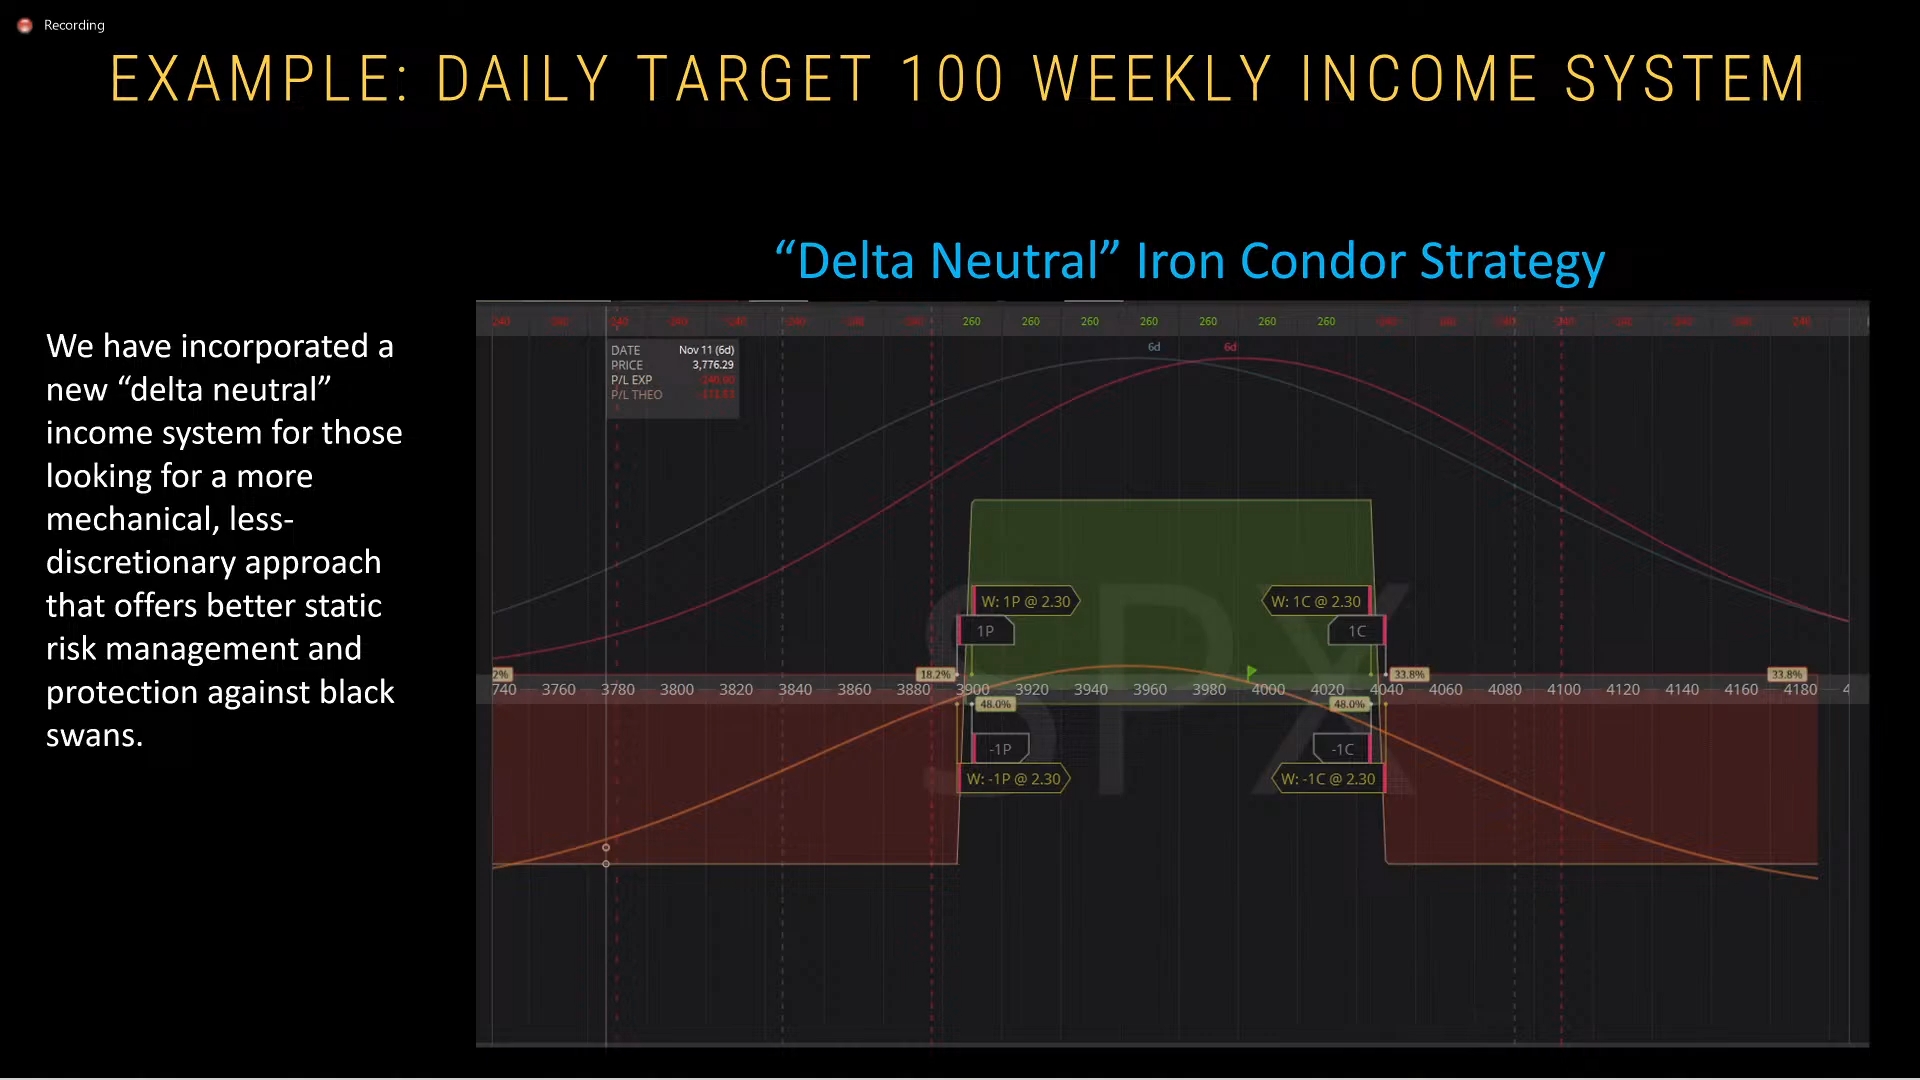 Recording
EXAMPLE: DAILY TARGET 100 WEEKLY INCOME SYSTEM
“Delta Neutral” Iron Condor Strategy
We have incorporated a
new “delta neutral”
income system for those
looking for a more
mechanical, less-
discretionary approach
that offers better static
risk management and
protection against black
swans.
260 260 260 260 260 260 260
6d 6d
DATE Nov 11 (6d)
PRICE 3,776.29
P/L EXP -240.00
P/L THEO
SPX
W: 1P @ 2.30 W: 1C @ 2.30
1P 1C
2% 18.2% 33.8% 33.8%
740 3760 3780 3800 3820 3840 3860 3880 3900 3920 3940 3960 3980 4000 4020 4040 4060 4080 4100 4120 4140 4160 4180 4
48.0% 48.0%
-1P -1C
W: -1P @ 2.30 W: -1C @ 2.30